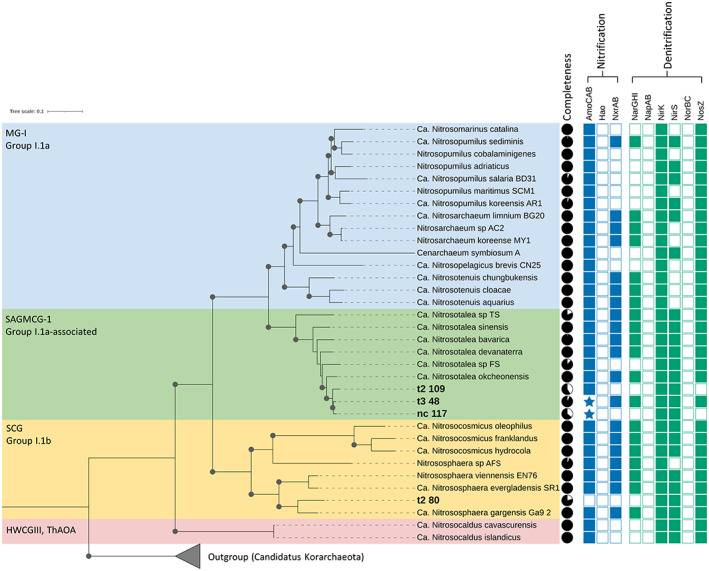 Nitrification
Denitrification
Completeness
AmoCAB
Hao
NxrAB
NarGHI
NapAB
NirK
NirS
NorBC
NosZ
Tree scale: 0.1
MG-I
Group I.1a
Ca. Nitrosomarinus catalina
Ca. Nitrosopumilus sediminis
Nitrosopumilus cobalaminigenes
Nitrosopumilus adriaticus
Ca. Nitrosopumilus salaria BD31
Nitrosopumilus maritimus SCM1
Ca. Nitrosopumilus koreensis AR1
Ca. Nitrosarchaeum limnium BG20
Nitrosarchaeum sp AC2
Nitrosarchaeum koreense MY1
Cenarchaeum symbiosum A
Ca. Nitrosopelagicus brevis CN25
Ca. Nitrosotenuis chungbukensis
Ca. Nitrosotenuis cloacae
Ca. Nitrosotenuis aquarius
SAGMCG-1
Group I.1a-associated
Ca. Nitrosotalea sp TS
Ca. Nitrosotalea sinensis
Ca. Nitrosotalea bavarica
Ca. Nitrosotalea devanaterra
Ca. Nitrosotalea sp FS
Ca. Nitrosotalea okcheonensis
t2 109
t3 48
nc 117
SCG
Group I.1b
Ca. Nitrosocosmicus oleophilus
Ca. Nitrosocosmicus franklandus
Ca. Nitrosocosmicus hydrocola
Nitrososphaera sp AFS
Nitrososphaera viennensis EN76
Ca. Nitrososphaera evergladensis SR1
t2 80
Ca. Nitrososphaera gargensis Ga9 2
HWCGIII, ThAOA
Ca. Nitrosocaldus cavascurensis
Ca. Nitrosocaldus islandicus
Outgroup (Candidatus Korarchaeota)